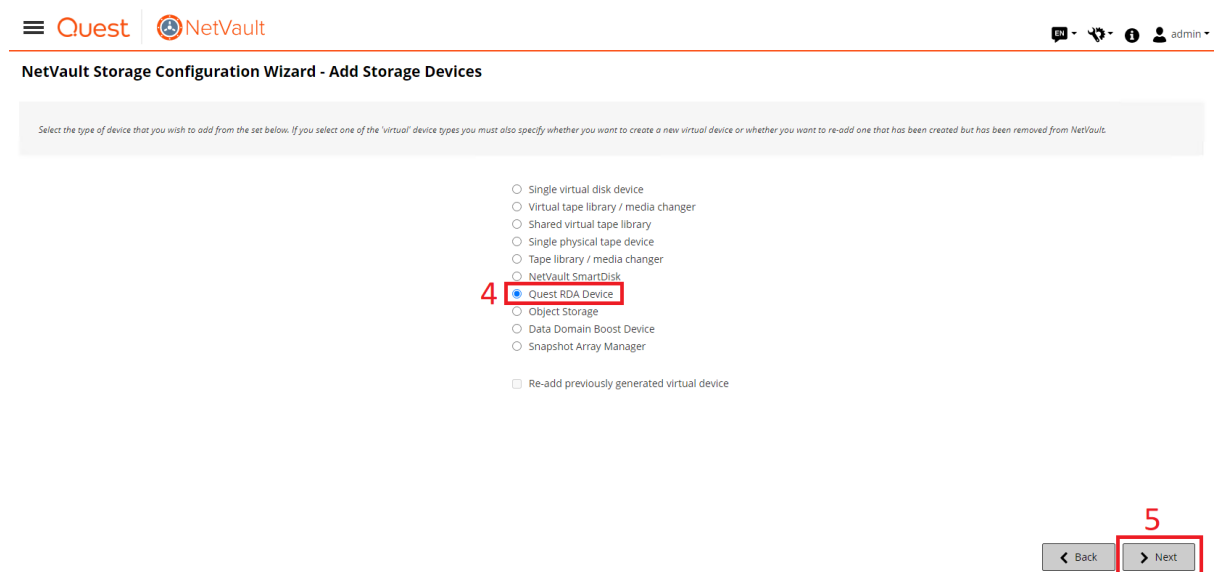 Quest NetVault EN admin
NetVault Storage Configuration Wizard - Add Storage Devices
Select the type of device that you wish to add from the set below. If you select one of the 'virtual' device types you must also specify whether you want to create a new virtual device or whether you want to re-add one that has been created but has been removed from NetVault.
Single virtual disk device
Virtual tape library / media changer
Shared virtual tape library
Single physical tape device
Tape library / media changer
NetVault SmartDisk
4 Quest RDA Device
Object Storage
Data Domain Boost Device
Snapshot Array Manager
Re-add previously generated virtual device
5
Back Next